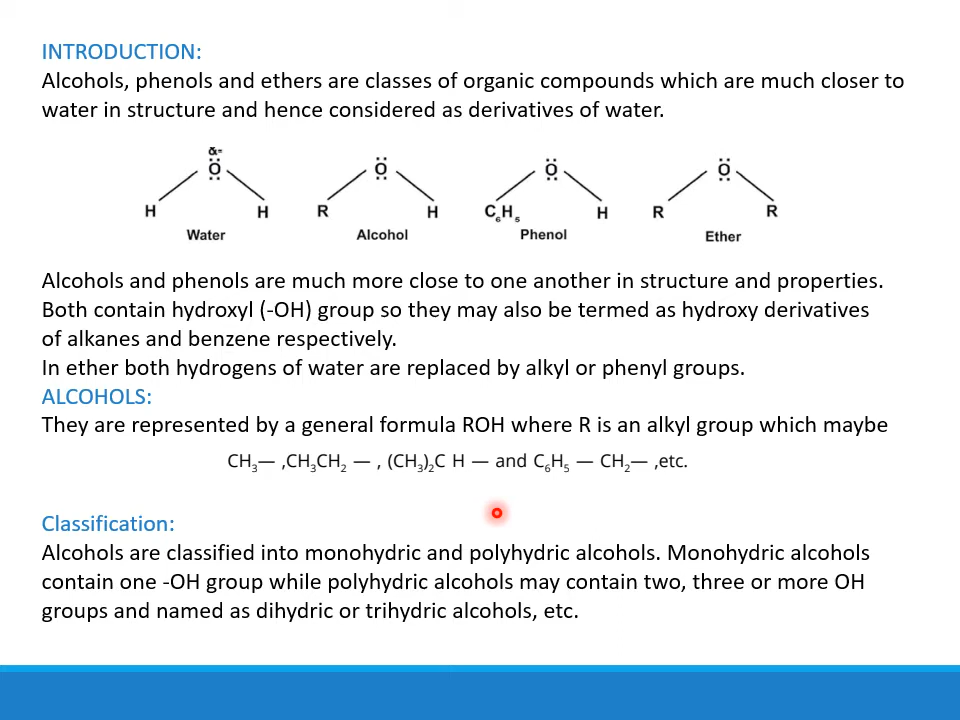 INTRODUCTION:
Alcohols, phenols and ethers are classes of organic compounds which are much closer to
water in structure and hence considered as derivatives of water.
O O O O
H H R H C₆H₅ H R R
Water Alcohol Phenol Ether
Alcohols and phenols are much more close to one another in structure and properties.
Both contain hydroxyl (-OH) group so they may also be termed as hydroxy derivatives
of alkanes and benzene respectively.
In ether both hydrogens of water are replaced by alkyl or phenyl groups.
ALCOHOLS:
They are represented by a general formula ROH where R is an alkyl group which maybe
CH₃— ,CH₃CH₂ — , (CH₃)₂C H — and C₆H₅ — CH₂— ,etc.
Classification:
Alcohols are classified into monohydric and polyhydric alcohols. Monohydric alcohols
contain one -OH group while polyhydric alcohols may contain two, three or more OH
groups and named as dihydric or trihydric alcohols, etc.